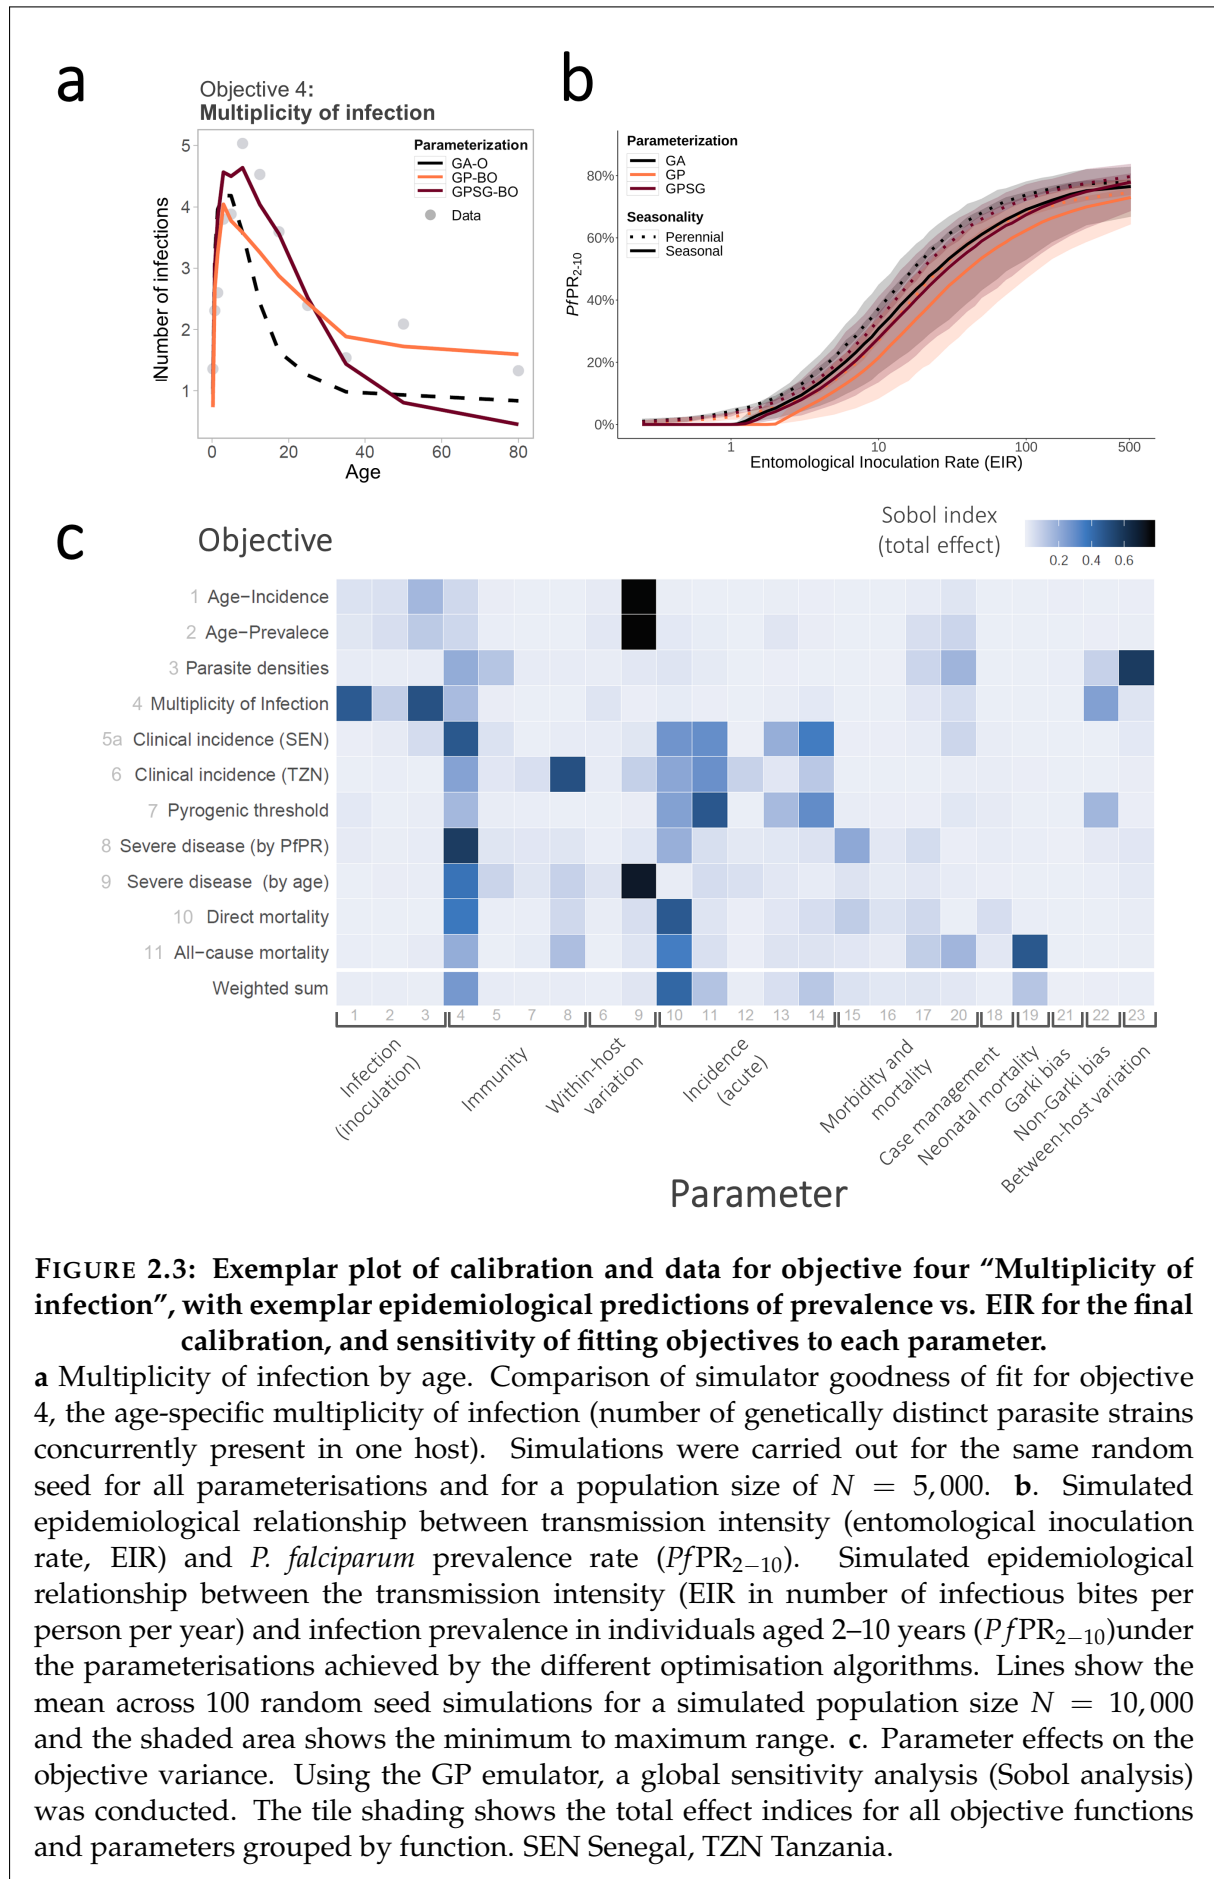 a
Objective 4:
Multiplicity of infection
Number of infections
5
4
3
2
1
Parameterization
GA-O
GP-BO
GPSG-BO
Data
0
20
40
60
80
Age
b
PfPR2-10
80%
60%
40%
20%
0%
Parameterization
GA
GP
GPSG
Seasonality
Perennial
Seasonal
1
10
100
500
Entomological Inoculation Rate (EIR)
c
Objective
Sobol index
(total effect)
0.2 0.4 0.6
1 Age−Incidence
2 Age−Prevalece
3 Parasite densities
4 Multiplicity of Infection
5a Clinical incidence (SEN)
6 Clinical incidence (TZN)
7 Pyrogenic threshold
8 Severe disease (by PfPR)
9 Severe disease (by age)
10 Direct mortality
11 All−cause mortality
Weighted sum
1 2 3 4 5 7 8 6 9 10 11 12 13 14 15 16 17 20 18 19 21 22 23
Infection
(inoculation)
Immunity
Within-host
variation
Incidence
(acute)
Morbidity and
mortality
Case management
Neonatal mortality
Garki bias
Non-Garki bias
Between-host variation
Parameter
FIGURE 2.3: Exemplar plot of calibration and data for objective four “Multiplicity of
infection”, with exemplar epidemiological predictions of prevalence vs. EIR for the final
calibration, and sensitivity of fitting objectives to each parameter.
a Multiplicity of infection by age. Comparison of simulator goodness of fit for objective
4, the age-specific multiplicity of infection (number of genetically distinct parasite strains
concurrently present in one host). Simulations were carried out for the same random
seed for all parameterisations and for a population size of N = 5,000. b. Simulated
epidemiological relationship between transmission intensity (entomological inoculation
rate, EIR) and P. falciparum prevalence rate (PfPR2−10). Simulated epidemiological
relationship between the transmission intensity (EIR in number of infectious bites per
person per year) and infection prevalence in individuals aged 2–10 years (PfPR2−10)under
the parameterisations achieved by the different optimisation algorithms. Lines show the
mean across 100 random seed simulations for a simulated population size N = 10,000
and the shaded area shows the minimum to maximum range. c. Parameter effects on the
objective variance. Using the GP emulator, a global sensitivity analysis (Sobol analysis)
was conducted. The tile shading shows the total effect indices for all objective functions
and parameters grouped by function. SEN Senegal, TZN Tanzania.